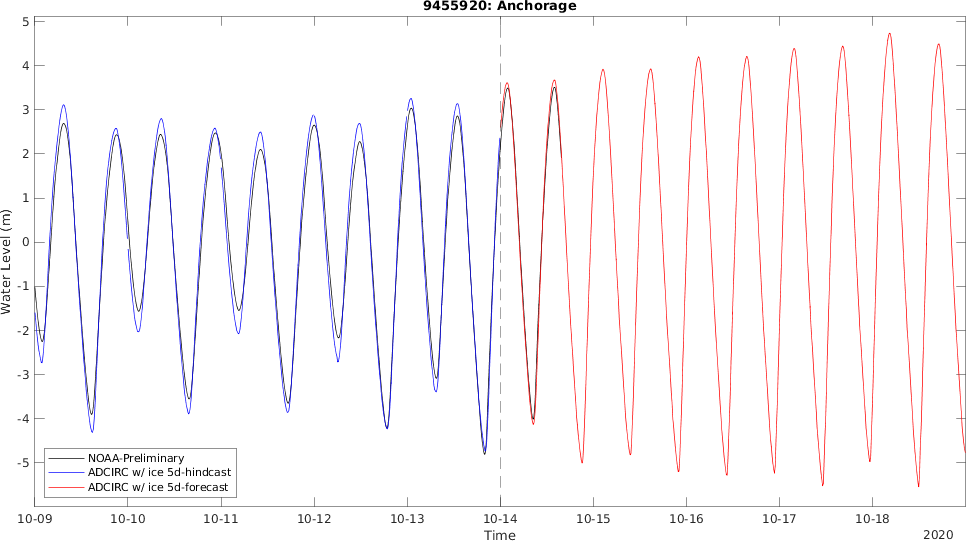 9455920: Anchorage
5
4
3
2
1
0
-1
-2
-3
-4
-5
Water Level (m)
NOAA-Preliminary
ADCIRC w/ ice 5d-hindcast
ADCIRC w/ ice 5d-forecast
10-09 10-10 10-11 10-12 10-13 10-14 10-15 10-16 10-17 10-18
Time
2020